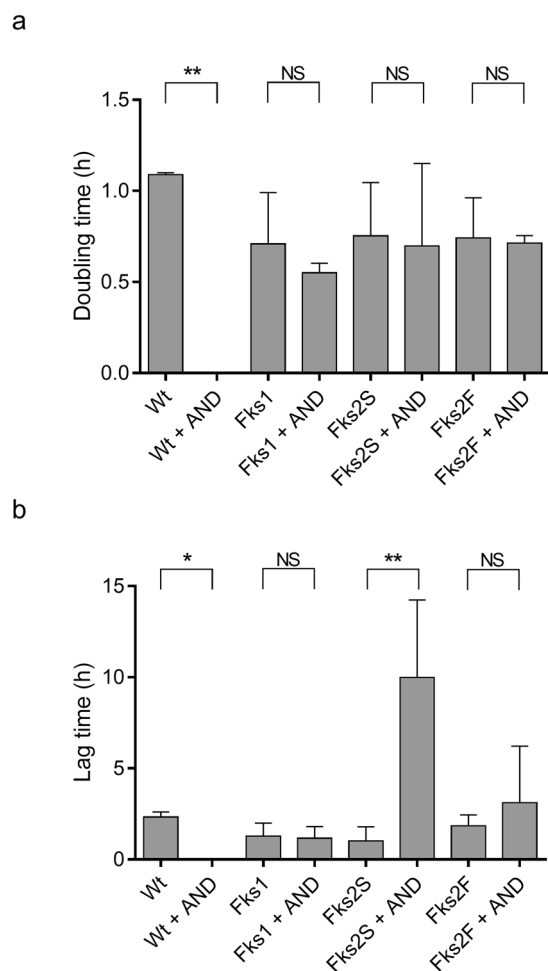 a
** NS NS NS
1.5
1.0
0.5
0.0
Doubling time (h)
Wt
Wt + AND
Fks1
Fks1 + AND
Fks2S
Fks2S + AND
Fks2F
Fks2F + AND
b
* NS ** NS
15
10
5
0
Lag time (h)
Wt
Wt + AND
Fks1
Fks1 + AND
Fks2S
Fks2S + AND
Fks2F
Fks2F + AND